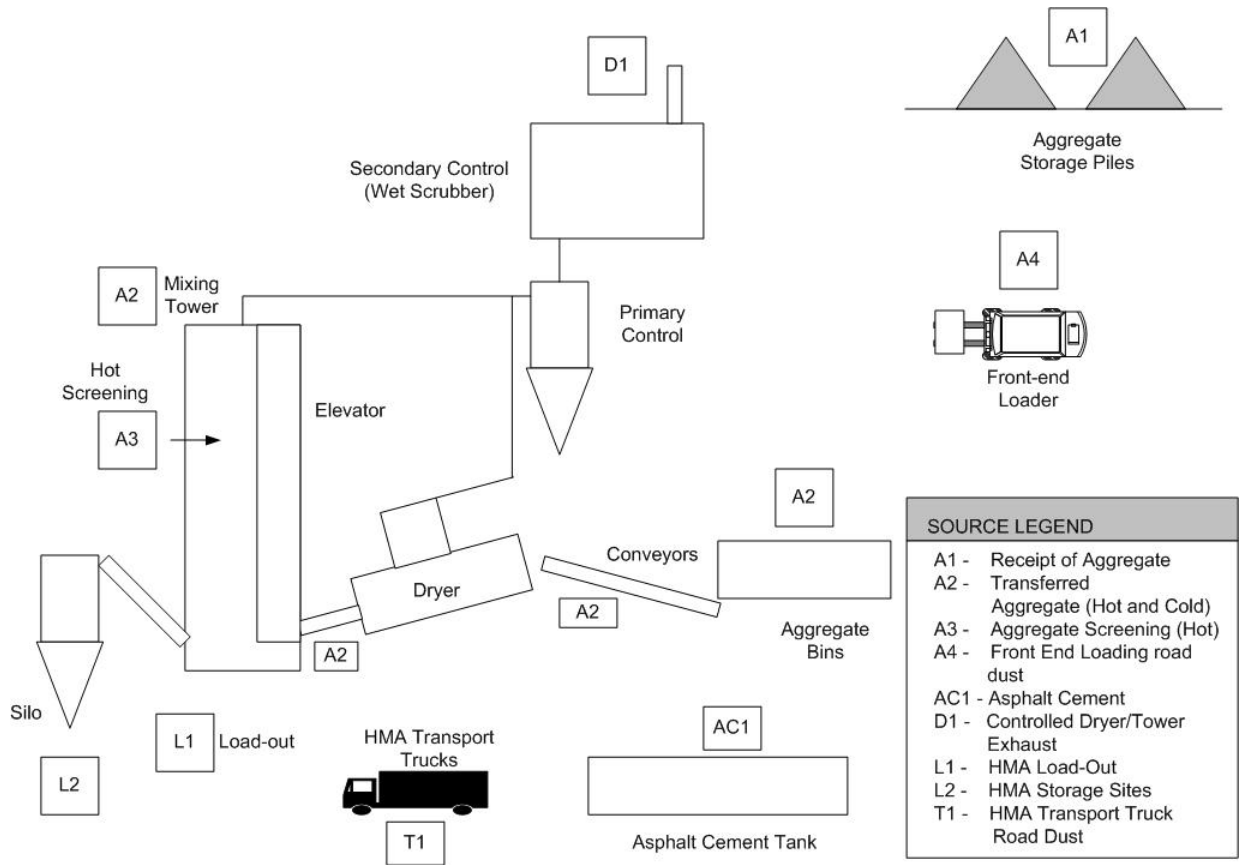 D1
A1
Secondary Control
(Wet Scrubber)
Aggregate
Storage Piles
A2
Mixing
Tower
A4
Primary
Control
Hot
Screening
Elevator
Front-end
Loader
A3
A2
Conveyors
Dryer
A2
Aggregate
Bins
A2
Silo
L1
Load-out
HMA Transport
Trucks
AC1
L2
T1
Asphalt Cement Tank
SOURCE LEGEND
A1 - Receipt of Aggregate
A2 - Transferred
Aggregate (Hot and Cold)
A3 - Aggregate Screening (Hot)
A4 - Front End Loading road
dust
AC1 - Asphalt Cement
D1 - Controlled Dryer/Tower
Exhaust
L1 - HMA Load-Out
L2 - HMA Storage Sites
T1 - HMA Transport Truck
Road Dust